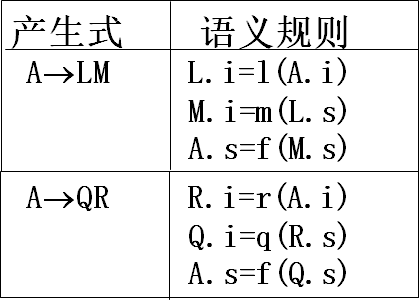 产生式 语义规则
A→LM L.i=l(A.i)
M.i=m(L.s)
A.s=f(M.s)
A→QR R.i=r(A.i)
Q.i=q(R.s)
A.s=f(Q.s)